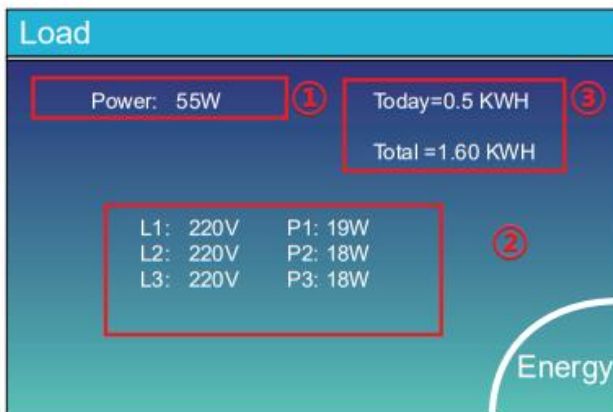 Load
Power: 55W ①
Today=0.5 KWH ③
Total =1.60 KWH
L1: 220V P1: 19W
L2: 220V P2: 18W ②
L3: 220V P3: 18W
Energy